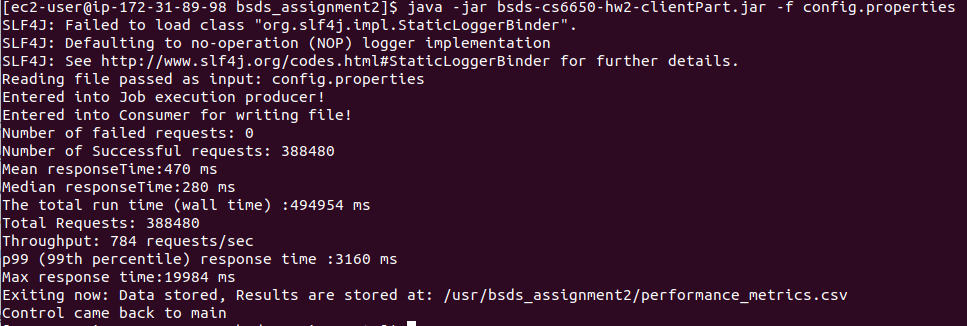 [ec2-user@ip-172-31-89-98 bsds_assignment2]$ java -jar bsds-cs6650-hw2-clientPart.jar -f config.properties
SLF4J: Failed to load class "org.slf4j.impl.StaticLoggerBinder".
SLF4J: Defaulting to no-operation (NOP) logger implementation
SLF4J: See http://www.slf4j.org/codes.html#StaticLoggerBinder for further details.
Reading file passed as input: config.properties
Entered into Job execution producer!
Entered into Consumer for writing file!
Number of failed requests: 0
Number of Successful requests: 388480
Mean responseTime:470 ms
Median responseTime:280 ms
The total run time (wall time) :494954 ms
Total Requests: 388480
Throughput: 784 requests/sec
p99 (99th percentile) response time :3160 ms
Max response time:19984 ms
Exiting now: Data stored, Results are stored at: /usr/bsds_assignment2/performance_metrics.csv
Control came back to main